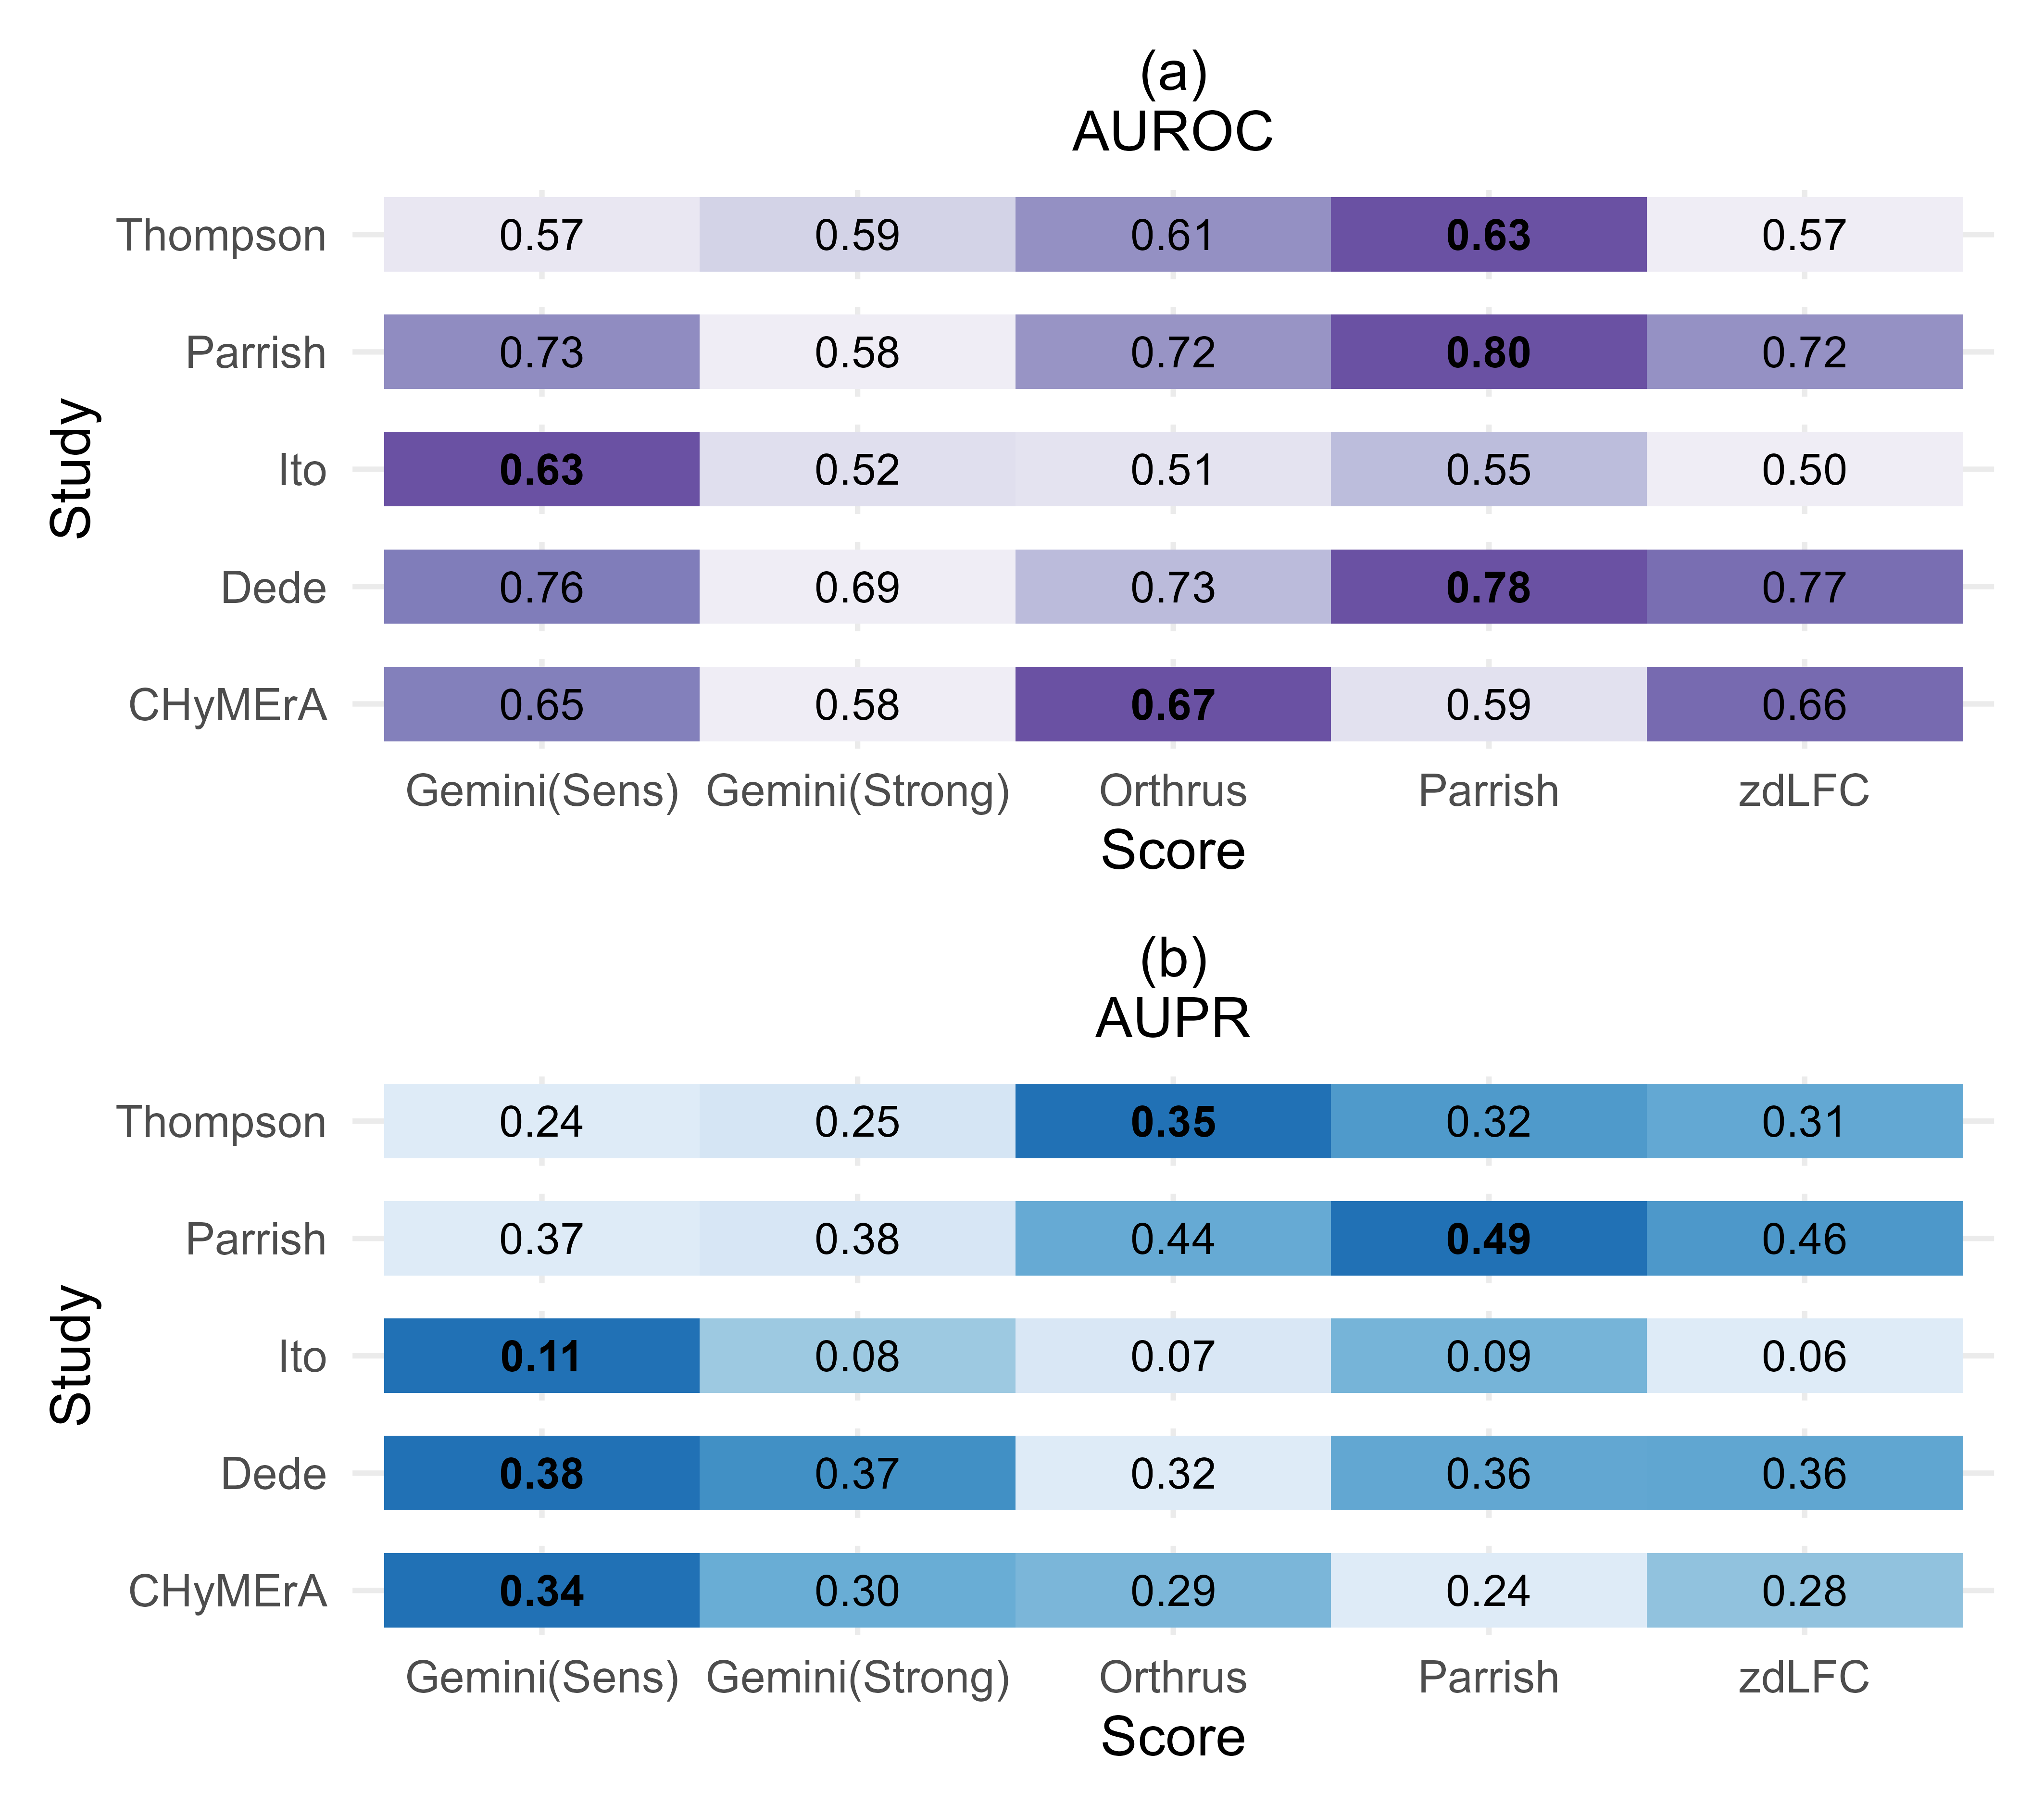 (a)
AUROC
Study
Thompson 0.57 0.59 0.61 0.63 0.57
Parrish 0.73 0.58 0.72 0.80 0.72
Ito 0.63 0.52 0.51 0.55 0.50
Dede 0.76 0.69 0.73 0.78 0.77
CHyMErA 0.65 0.58 0.67 0.59 0.66
Gemini(Sens) Gemini(Strong) Orthrus Parrish zdLFC
Score
(b)
AUPR
Study
Thompson 0.24 0.25 0.35 0.32 0.31
Parrish 0.37 0.38 0.44 0.49 0.46
Ito 0.11 0.08 0.07 0.09 0.06
Dede 0.38 0.37 0.32 0.36 0.36
CHyMErA 0.34 0.30 0.29 0.24 0.28
Gemini(Sens) Gemini(Strong) Orthrus Parrish zdLFC
Score